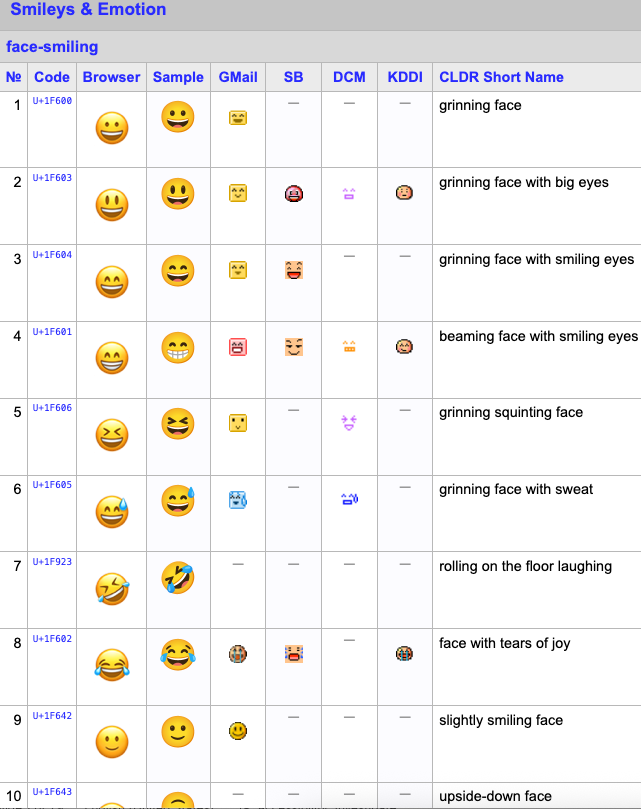 Smileys & Emotion
face-smiling
№ Code Browser Sample GMail SB DCM KDDI CLDR Short Name
1 U+1F600 — — — grinning face
2 U+1F603 grinning face with big eyes
3 U+1F604 — — grinning face with smiling eyes
4 U+1F601 beaming face with smiling eyes
5 U+1F606 — — grinning squinting face
6 U+1F605 — — grinning face with sweat
7 U+1F923 — — — — rolling on the floor laughing
8 U+1F602 — face with tears of joy
9 U+1F642 — — — slightly smiling face
10 U+1F643 — — — — upside-down face